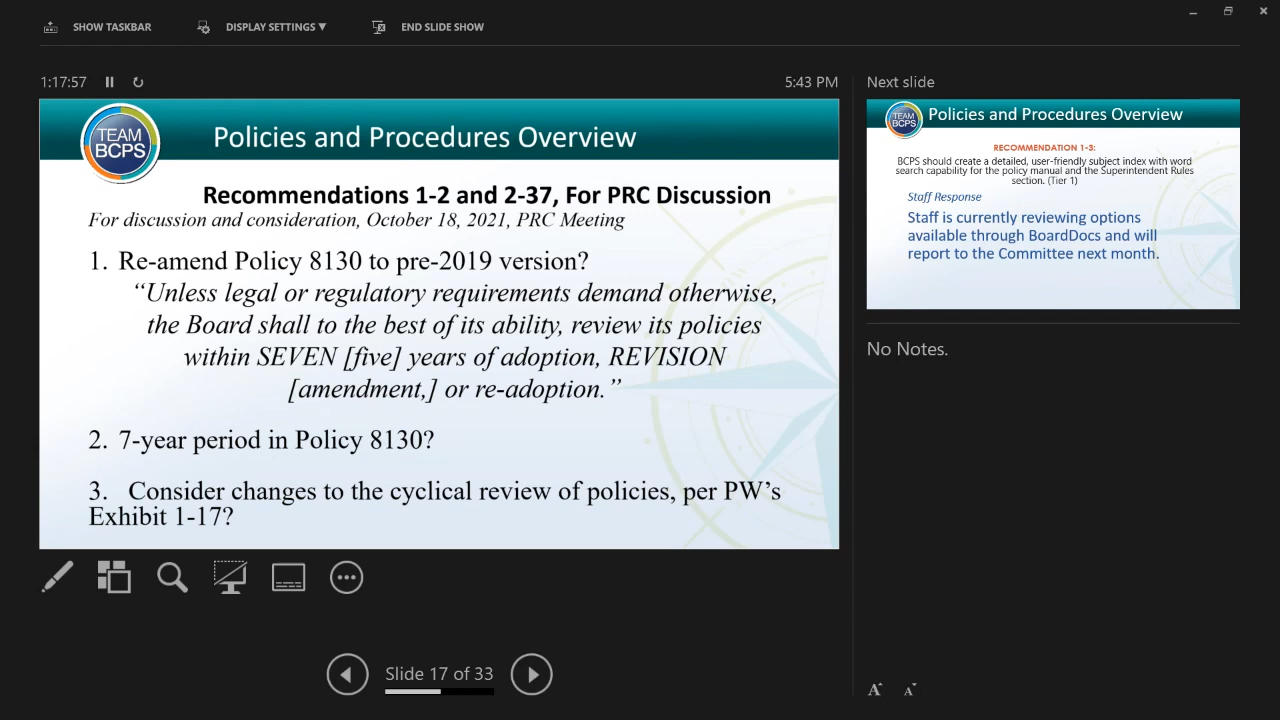 SHOW TASKBAR
DISPLAY SETTINGS ▼
END SLIDE SHOW
1:17:57
5:43 PM
TEAM
BCPS
Policies and Procedures Overview
Recommendations 1-2 and 2-37, For PRC Discussion
For discussion and consideration, October 18, 2021, PRC Meeting
1. Re-amend Policy 8130 to pre-2019 version?
“Unless legal or regulatory requirements demand otherwise,
the Board shall to the best of its ability, review its policies
within SEVEN [five] years of adoption, REVISION
[amendment,] or re-adoption.”
2. 7-year period in Policy 8130?
3. Consider changes to the cyclical review of policies, per PW’s
Exhibit 1-17?
Slide 17 of 33
Next slide
TEAM
BCPS
Policies and Procedures Overview
RECOMMENDATION 1-3:
BCPS should create a detailed, user-friendly subject index with word
search capability for the policy manual and the Superintendent Rules
section. (Tier 1)
Staff Response
Staff is currently reviewing options
available through BoardDocs and will
report to the Committee next month.
No Notes.
A A